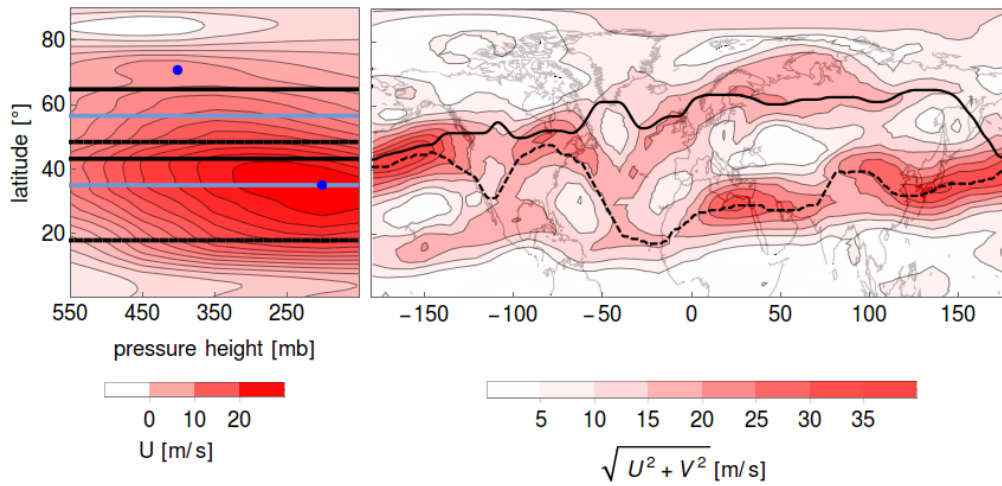 80
60
40
20
latitude [°]
550 450 350 250
pressure height [mb]
0 10 20
U [m/s]
−150 −100 −50 0 50 100 150
5 10 15 20 25 30 35
√U² + V² [m/s]